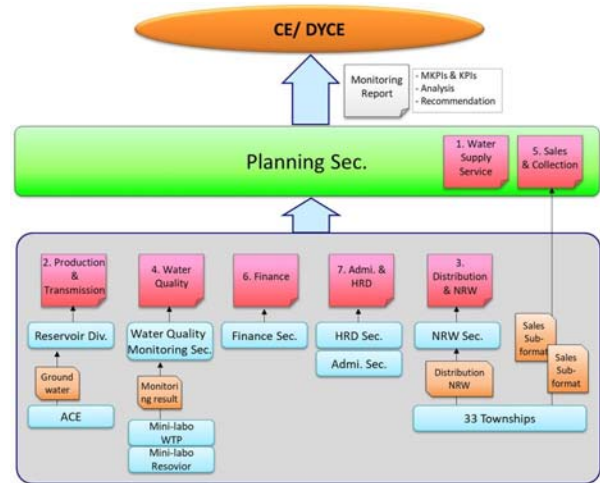 CE/ DYCE
Monitoring
Report
- MKPIs & KPIs
- Analysis
- Recommendation
Planning Sec.
1. Water
Supply
Service
5. Sales
& Collection
2. Production
&
Transmission
4. Water
Quality
6. Finance
7. Admi. &
HRD
3.
Distribution
& NRW
Reservoir Div.
Water Quality
Monitoring Sec.
Finance Sec.
HRD Sec.
Admi. Sec.
NRW Sec.
Sales
Sub-
format
Sales
Sub-
format
Ground
water
Monitori
ng result
Distribution
NRW
ACE
Mini-labo
WTP
Mini-labo
Resovior
33 Townships